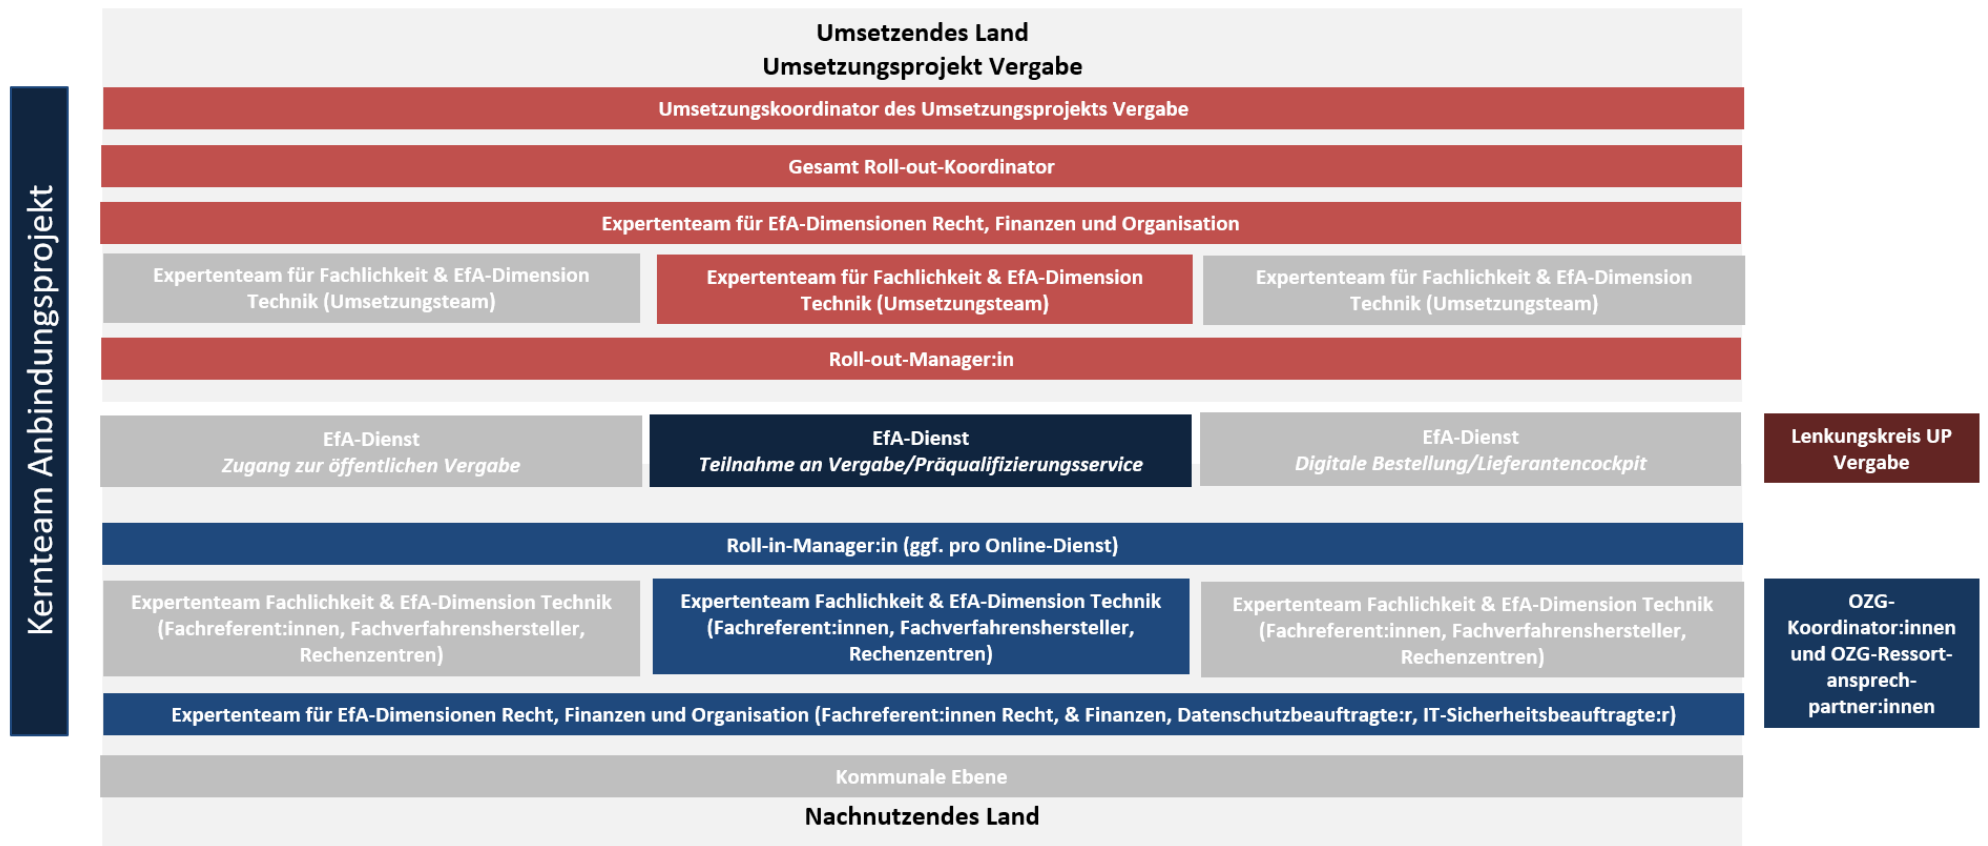 Umsetzendes Land
Umsetzungsprojekt Vergabe
Kernteam Anbindungsprojekt
Umsetzungskoordinator des Umsetzungsprojekts Vergabe
Gesamt Roll-out-Koordinator
Expertenteam für EfA-Dimensionen Recht, Finanzen und Organisation
Expertenteam für Fachlichkeit & EfA-Dimension
Technik (Umsetzungsteam)
Expertenteam für Fachlichkeit & EfA-Dimension
Technik (Umsetzungsteam)
Expertenteam für Fachlichkeit & EfA-Dimension
Technik (Umsetzungsteam)
Roll-out-Manager:in
EfA-Dienst
Zugang zur öffentlichen Vergabe
EfA-Dienst
Teilnahme an Vergabe/Präqualifizierungsservice
EfA-Dienst
Digitale Bestellung/Lieferantencockpit
Lenkungskreis UP
Vergabe
Roll-in-Manager:in (ggf. pro Online-Dienst)
Expertenteam Fachlichkeit & EfA-Dimension Technik
(Fachreferent:innen, Fachverfahrenshersteller,
Rechenzentren)
Expertenteam Fachlichkeit & EfA-Dimension Technik
(Fachreferent:innen, Fachverfahrenshersteller,
Rechenzentren)
Expertenteam Fachlichkeit & EfA-Dimension Technik
(Fachreferent:innen, Fachverfahrenshersteller,
Rechenzentren)
OZG-
Koordinator:innen
und OZG-Ressort-
ansprech-
partner:innen
Expertenteam für EfA-Dimensionen Recht, Finanzen und Organisation (Fachreferent:innen Recht, & Finanzen, Datenschutzbeauftragte:r, IT-Sicherheitsbeauftragte:r)
Kommunale Ebene
Nachnutzendes Land